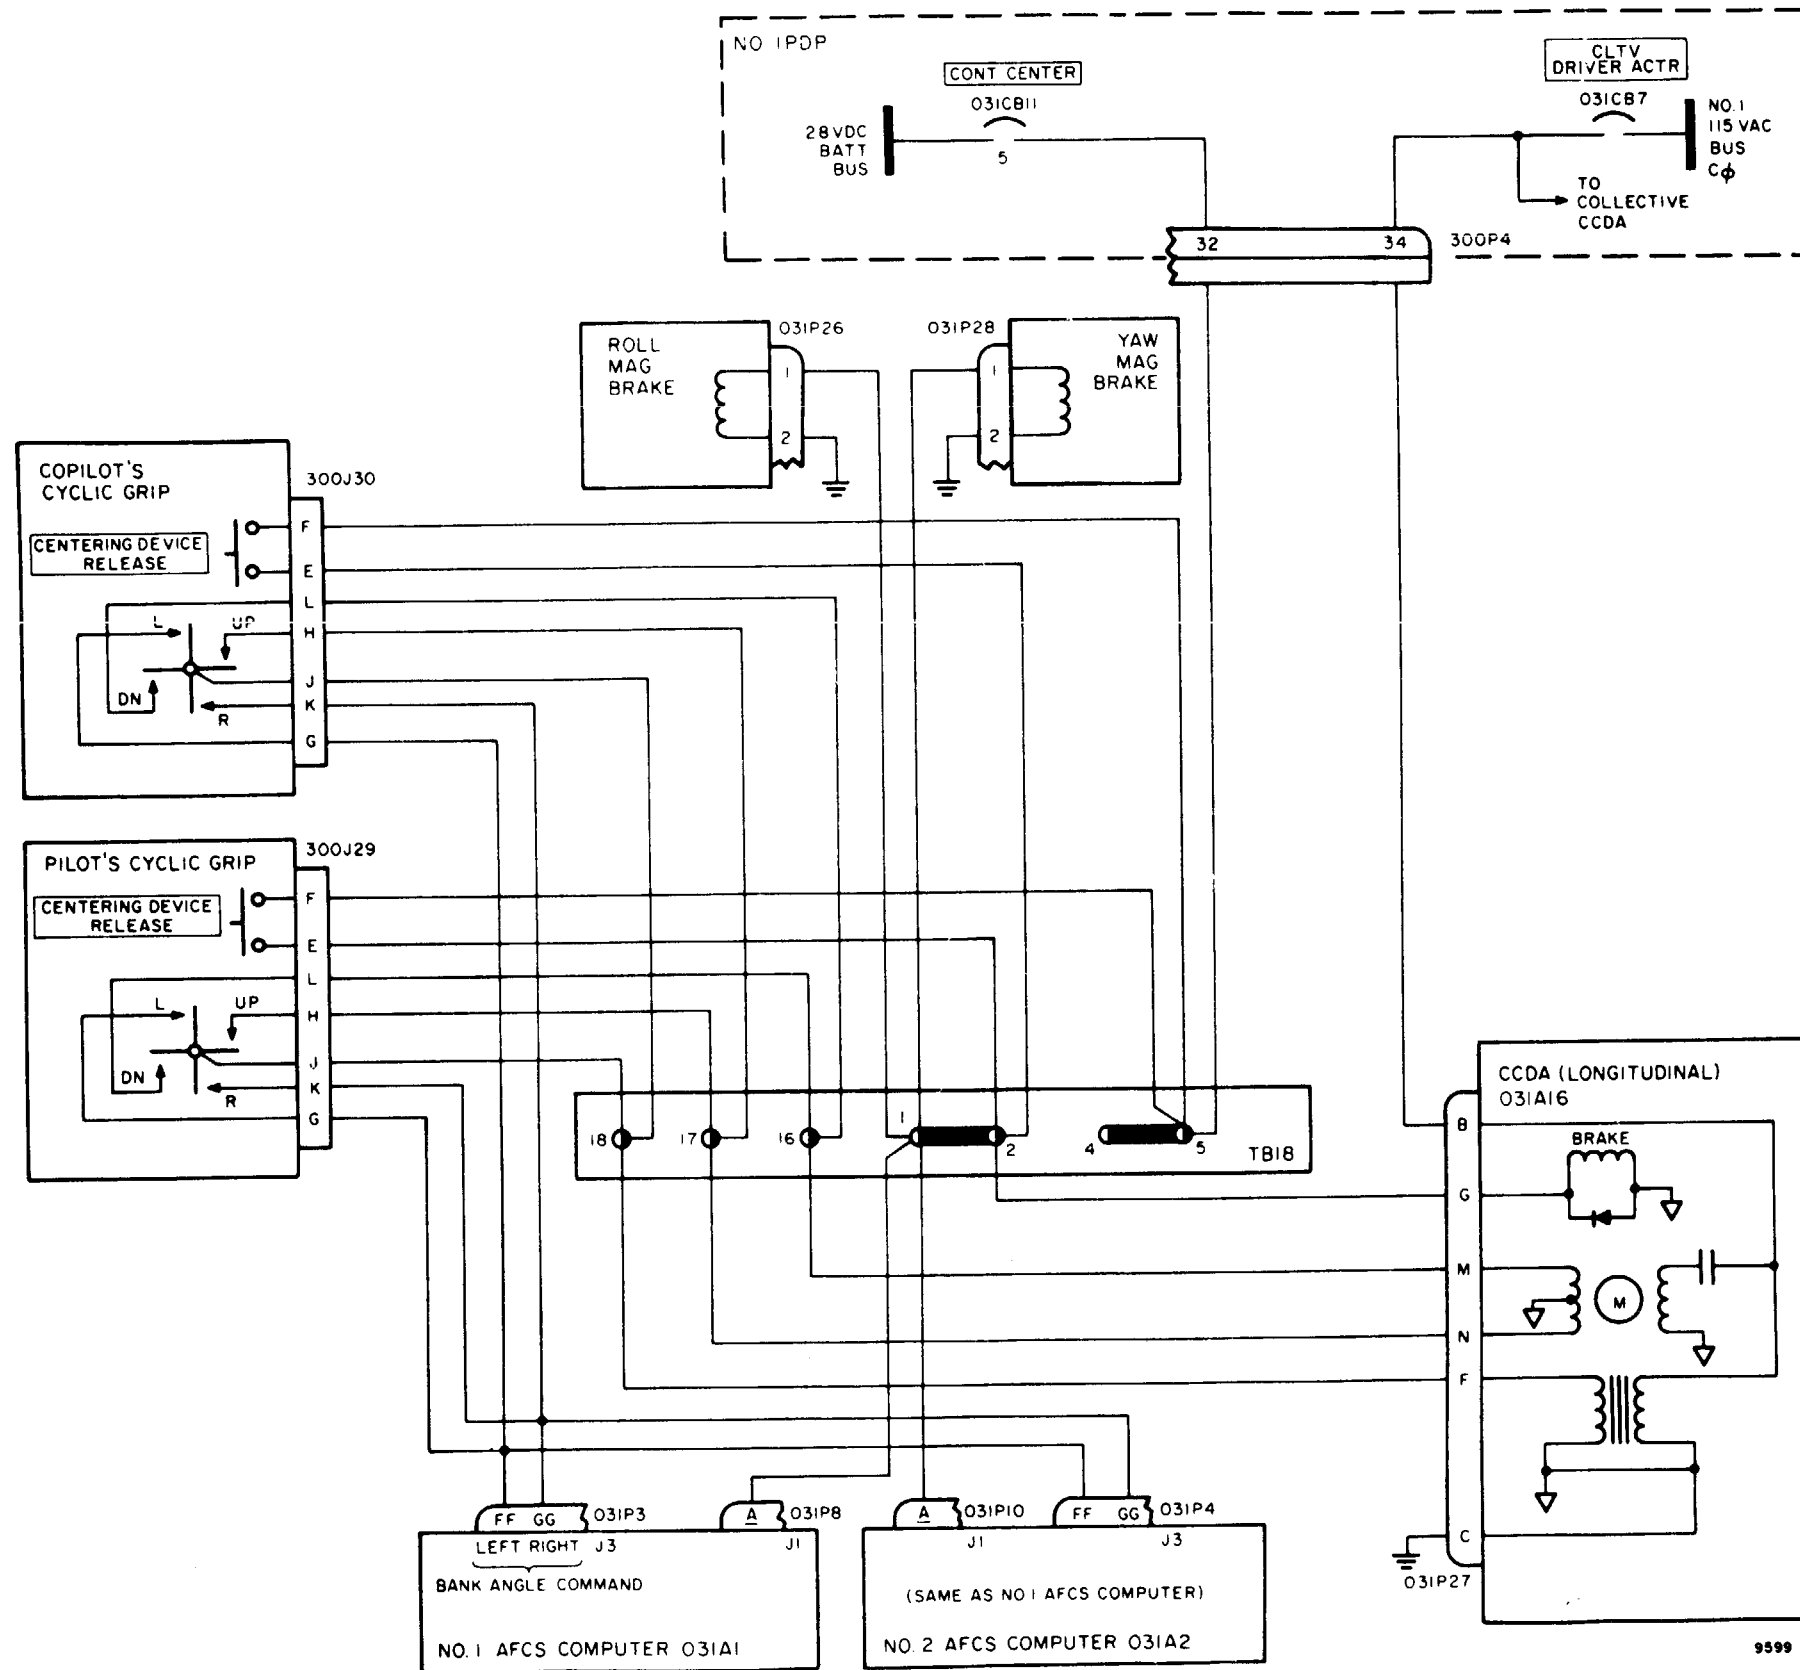 NO 1PDP
CONT CENTER
031CB11
28VDC
BATT
BUS
5
CLTV
DRIVER ACTR
031CB7
NO.1
115 VAC
BUS
Cϕ
TO
COLLECTIVE
CCDA
32
34
300P4
ROLL
MAG
BRAKE
031P26
1
2
031P28
1
2
YAW
MAG
BRAKE
COPILOT'S
CYCLIC GRIP
300J30
CENTERING DEVICE
RELEASE
F
E
L
H
J
K
G
L
UP
DN
R
PILOT'S CYCLIC GRIP
300J29
CENTERING DEVICE
RELEASE
F
E
L
H
J
K
G
L
UP
DN
R
18
17
16
1
2
4
5
TB18
CCDA (LONGITUDINAL)
031A16
B
BRAKE
G
M
M
N
F
C
031P27
FF GG
031P3
LEFT RIGHT
J3
BANK ANGLE COMMAND
A
031P8
J1
NO. 1 AFCS COMPUTER 031A1
A
031P10
J1
FF GG
031P4
J3
(SAME AS NO 1 AFCS COMPUTER)
NO. 2 AFCS COMPUTER 031A2
9599